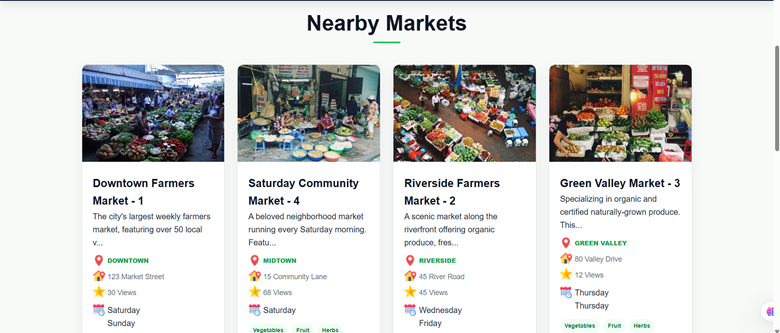 Nearby Markets
Downtown Farmers
Market - 1
The city's largest weekly farmers
market, featuring over 50 local
v...
DOWNTOWN
123 Market Street
30 Views
Saturday
Sunday
Saturday Community
Market - 4
A beloved neighborhood market
running every Saturday morning.
Featu...
MIDTOWN
15 Community Lane
68 Views
Saturday
Vegetables Fruit Herbs
Riverside Farmers
Market - 2
A scenic market along the
riverfront offering organic
produce, fres...
RIVERSIDE
45 River Road
45 Views
Wednesday
Friday
Green Valley Market - 3
Specializing in organic and
certified naturally-grown produce.
This...
GREEN VALLEY
80 Valley Drive
12 Views
Thursday
Thursday
Vegetables Fruit Herbs